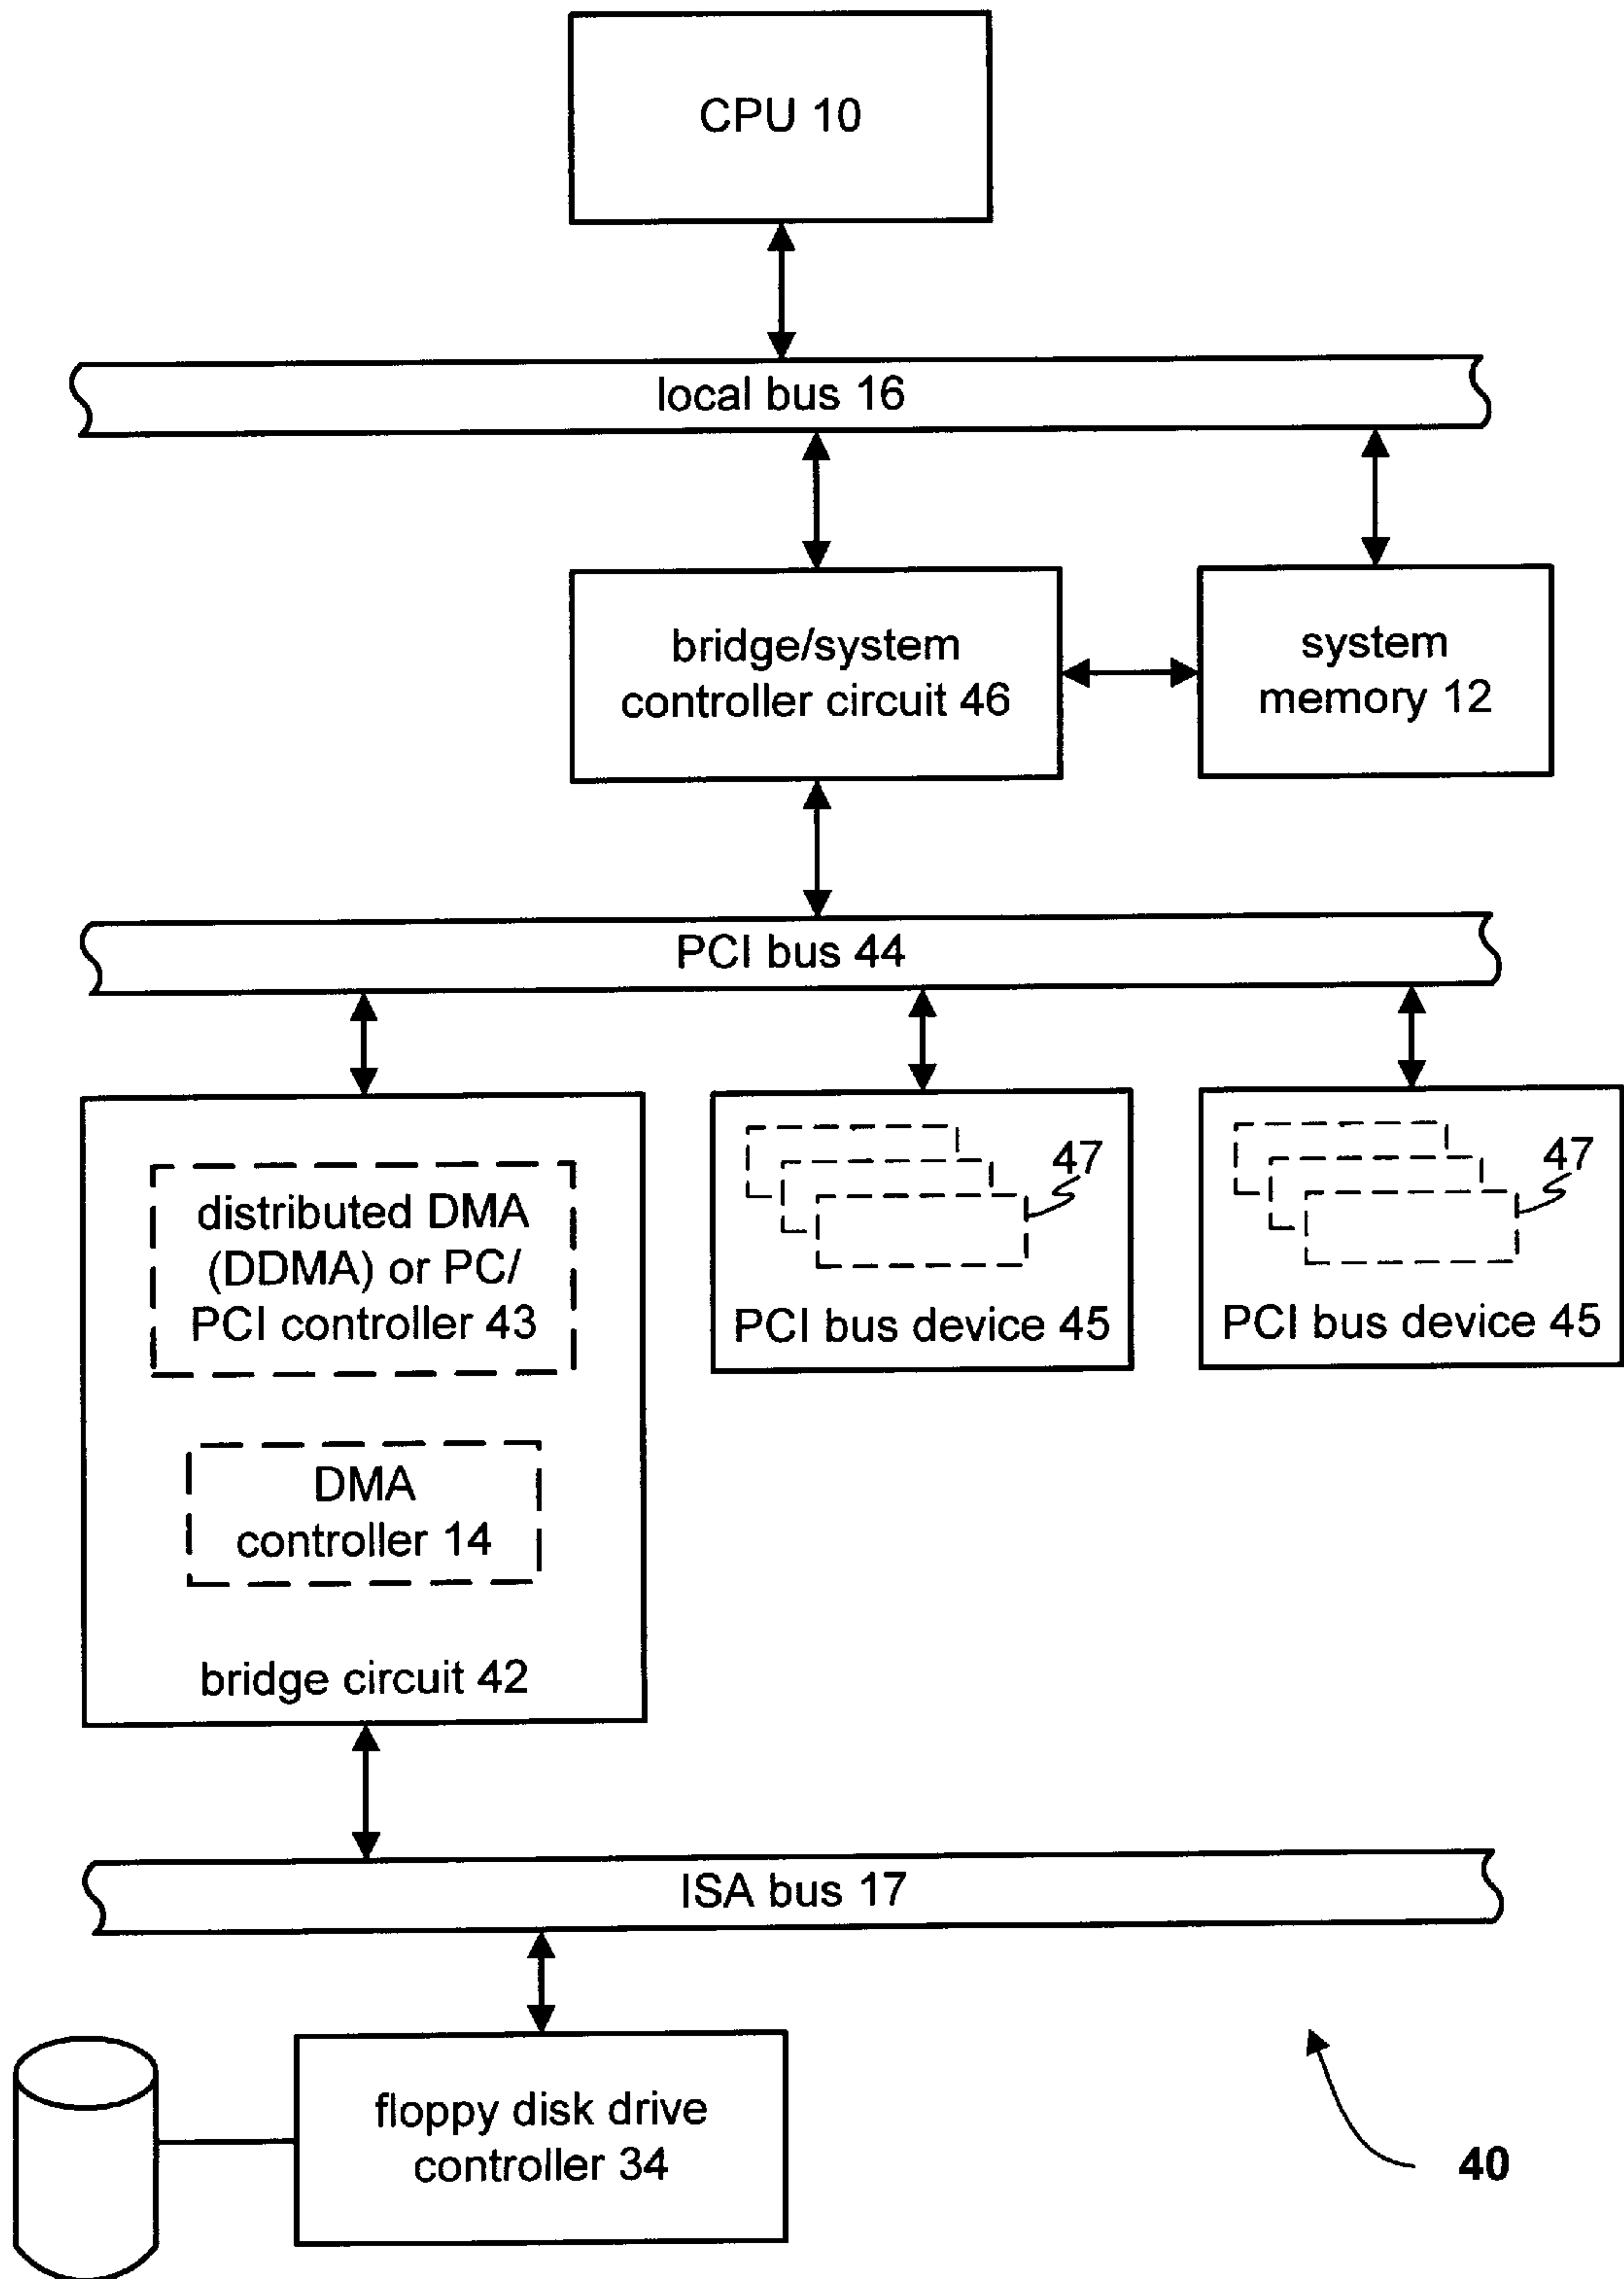 CPU 10
local bus 16
bridge/system
controller circuit 46
system
memory 12
PCI bus 44
distributed DMA
(DDMA) or PC/
PCI controller 43
DMA
controller 14
bridge circuit 42
47
PCI bus device 45
47
PCI bus device 45
ISA bus 17
floppy disk drive
controller 34
40